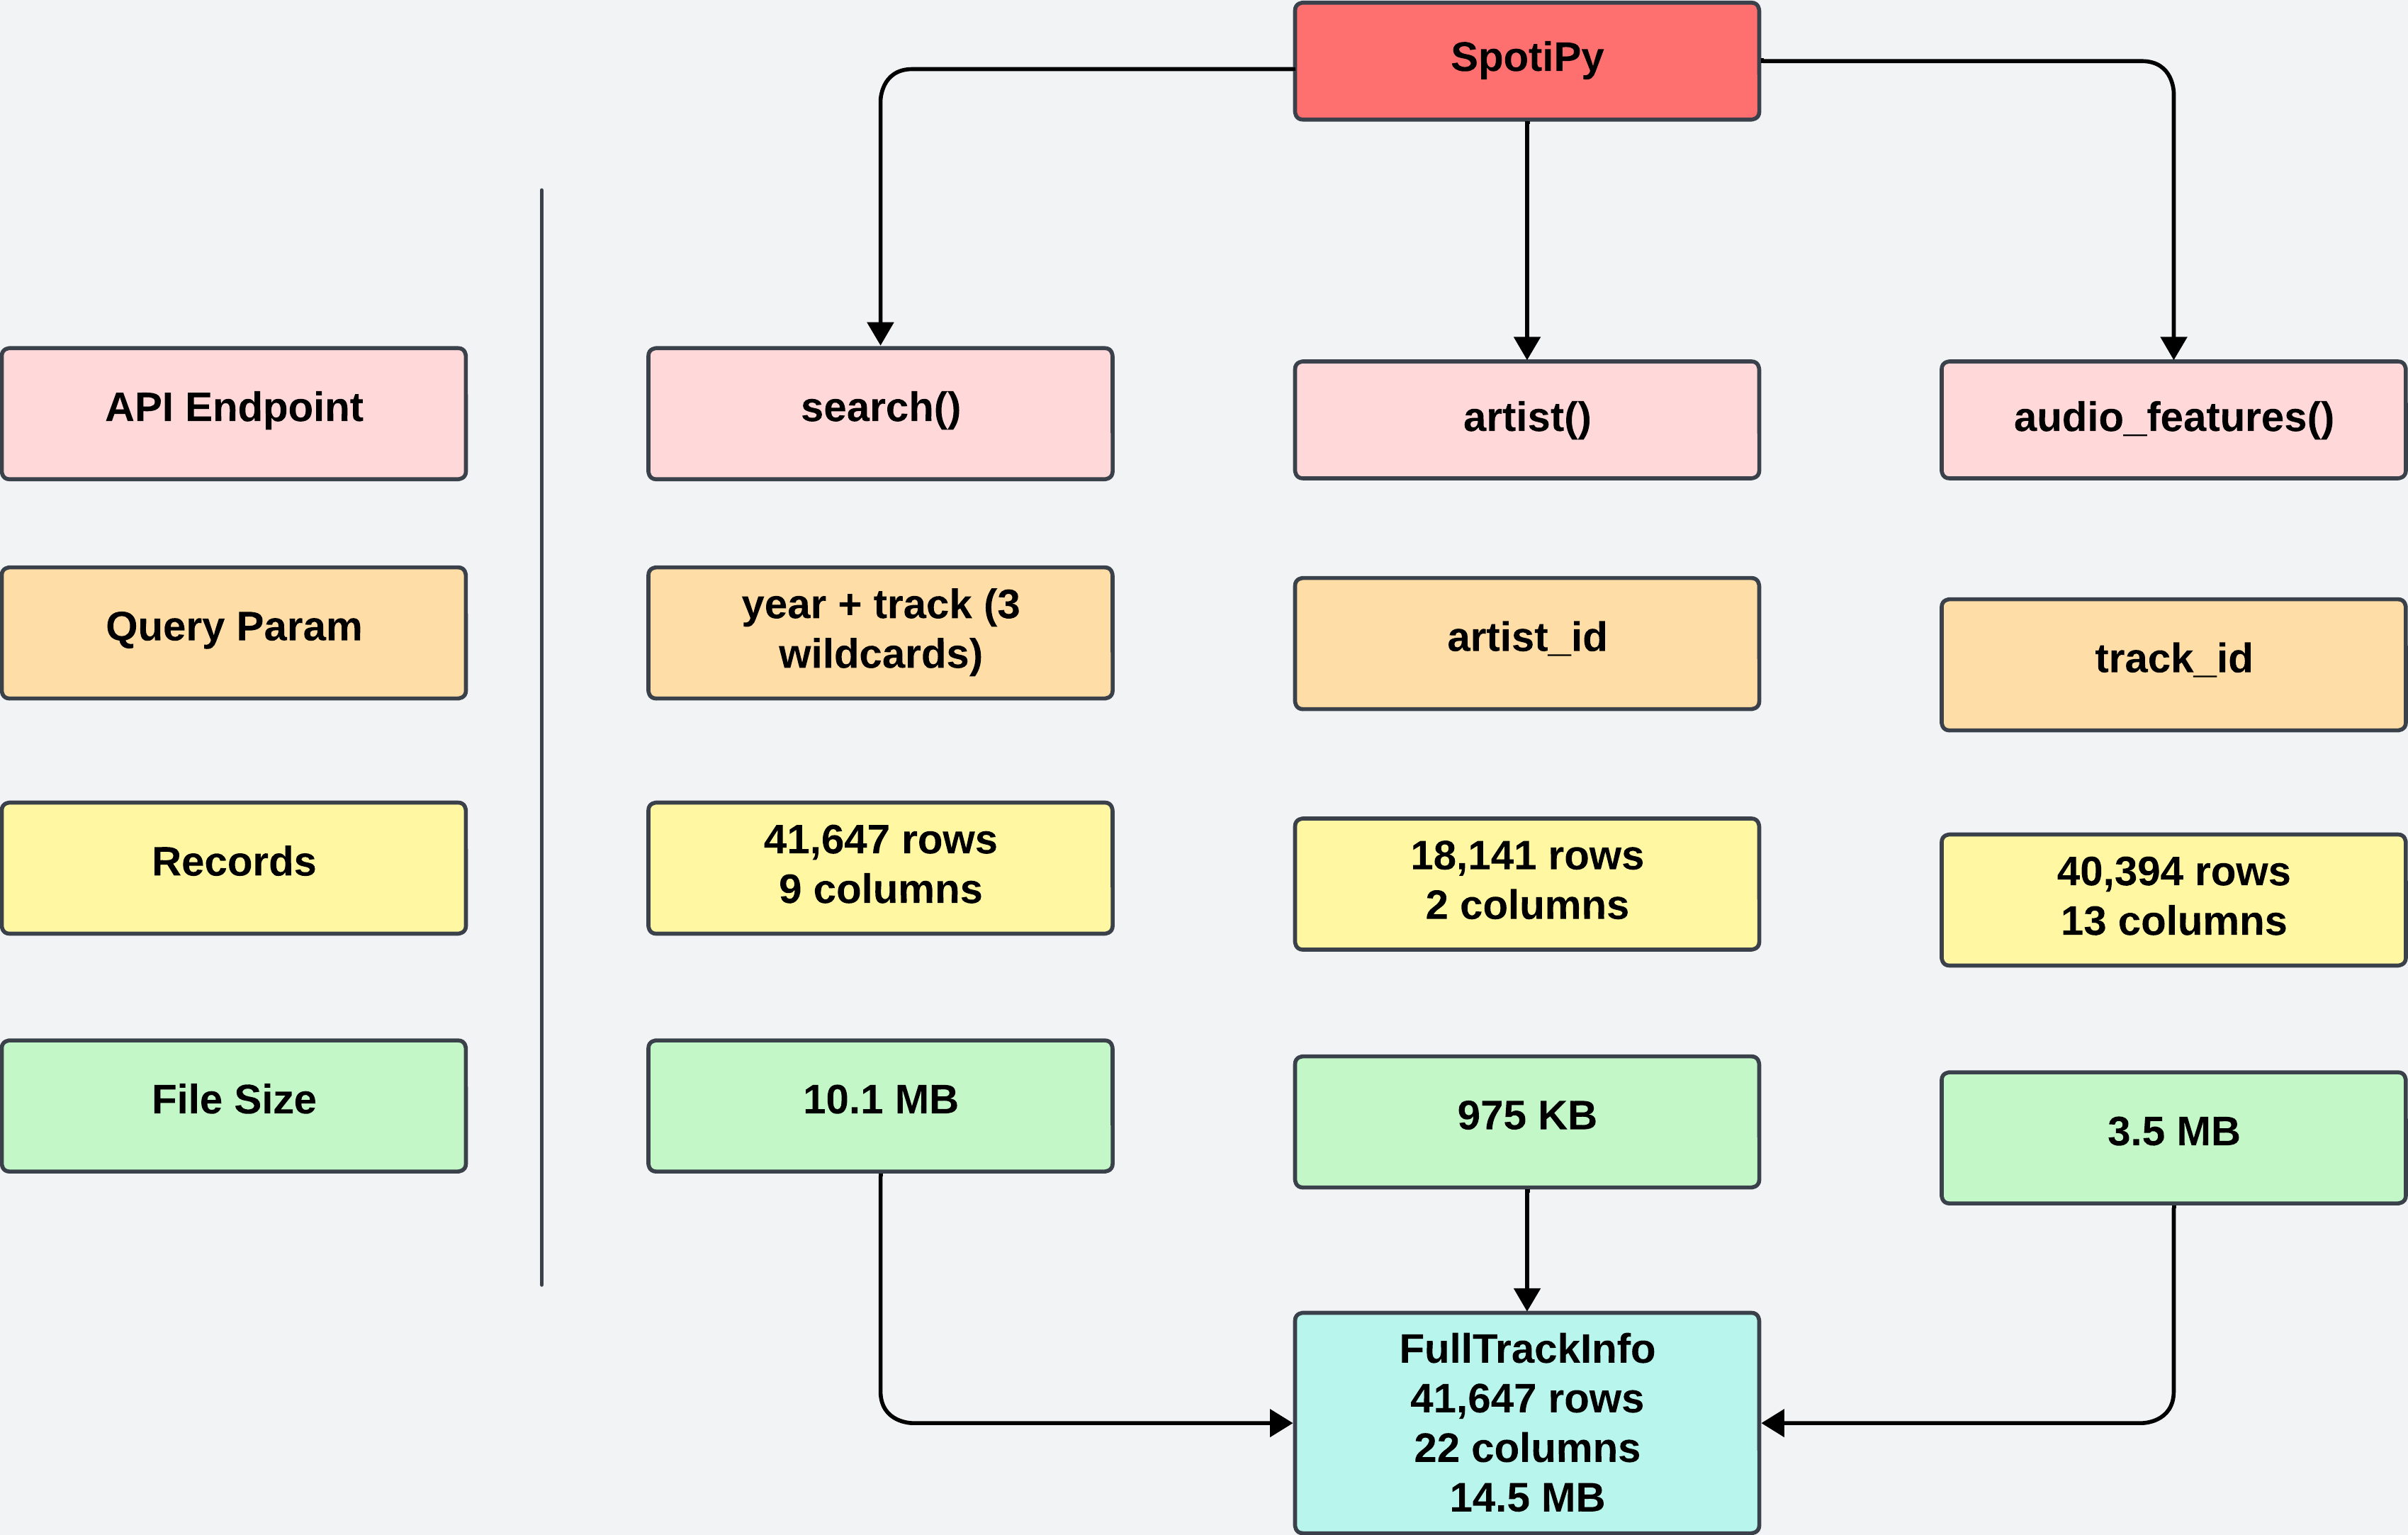 SpotiPy
API Endpoint
search()
artist()
audio_features()
Query Param
year + track (3
wildcards)
artist_id
track_id
Records
41,647 rows
9 columns
18,141 rows
2 columns
40,394 rows
13 columns
File Size
10.1 MB
975 KB
3.5 MB
FullTrackInfo
41,647 rows
22 columns
14.5 MB